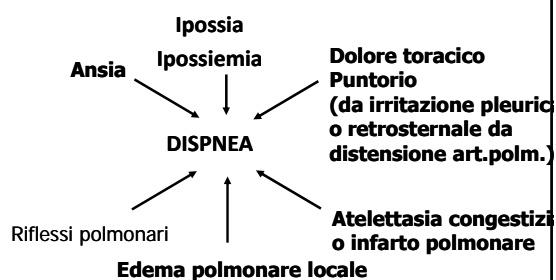 Ipossia
Ipossiemia
Ansia
Dolore toracico
Puntorio
(da irritazione pleurica
o retrosternale da
distensione art.polm.)
DISPNEA
Riflessi polmonari
Atelettasia congestizi
o infarto polmonare
Edema polmonare locale